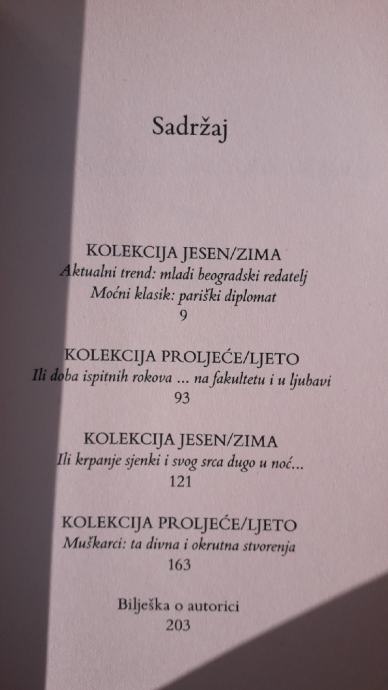 Sadržaj
KOLEKCIJA JESEN/ZIMA
Aktualni trend: mladi beogradski redatelj
Moćni klasik: pariški diplomat
9
KOLEKCIJA PROLJEĆE/LJETO
Ili doba ispitnih rokova ... na fakultetu i u ljubavi
93
KOLEKCIJA JESEN/ZIMA
Ili krpanje sjenki i svog srca dugo u noć...
121
KOLEKCIJA PROLJEĆE/LJETO
Muškarci: ta divna i okrutna stvorenja
163
Bilješka o autorici
203